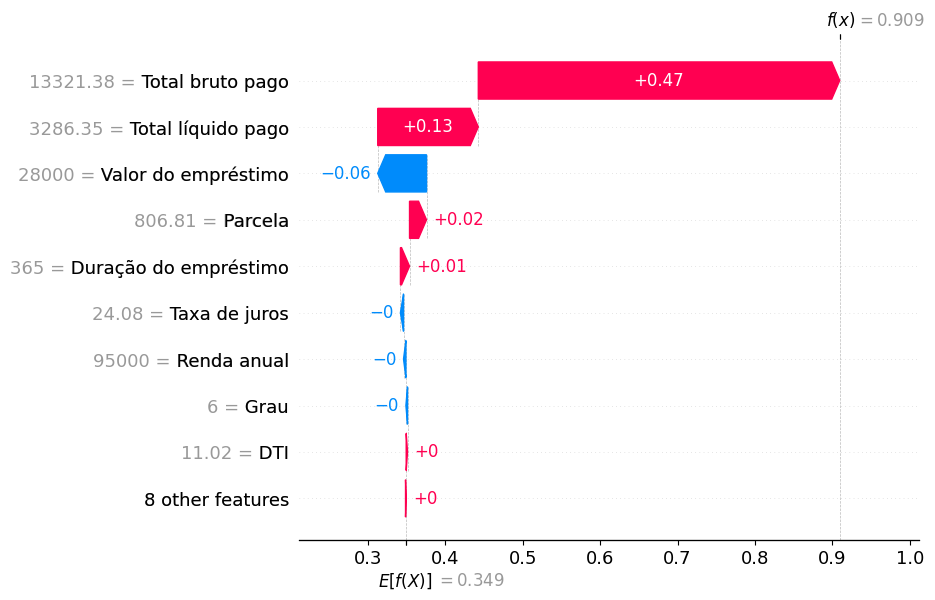 f(x) = 0.909
13321.38 = Total bruto pago
+0.47
3286.35 = Total líquido pago
+0.13
28000 = Valor do empréstimo
−0.06
806.81 = Parcela
+0.02
365 = Duração do empréstimo
+0.01
24.08 = Taxa de juros
−0
95000 = Renda anual
−0
6 = Grau
−0
11.02 = DTI
+0
8 other features
+0
0.3 0.4 0.5 0.6 0.7 0.8 0.9 1.0
E[f(X)] = 0.349